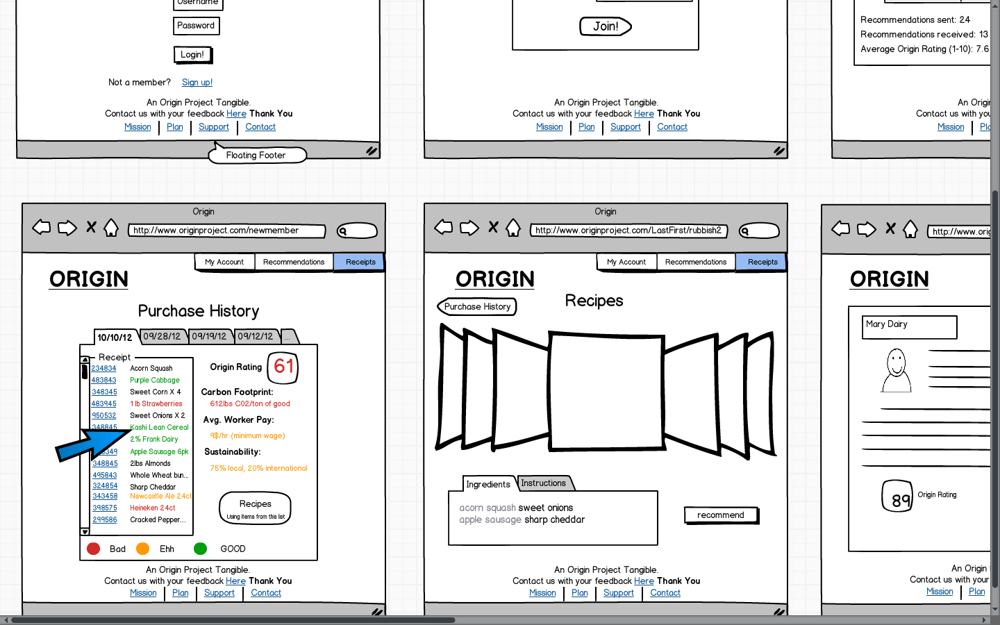 Username
Password
Login!
Not a member? Sign up!
An Origin Project Tangible.
Contact us with your feedback Here Thank You
Mission Plan Support Contact
Floating Footer
Join!
An Origin Project Tangible.
Contact us with your feedback Here Thank You
Mission Plan Support Contact
Recommendations sent: 24
Recommendations received: 13
Average Origin Rating (1-10): 7.6
An Origin
Contact us with you
Mission Pl
Origin
http://www.originproject.com/newmember
My Account Recommendations Receipts
ORIGIN
Purchase History
10/10/12 09/28/12 09/19/12 09/12/12 ...
Receipt
234834 Acorn Squash
483843 Purple Cabbage
348345 Sweet Corn X 4
483945 1 lb Strawberries
950532 Sweet Onions X 2
348845 Kashi Lean Cereal
2% Frank Dairy
349 Apple Sausage 6pk
348845 2lbs Almonds
495843 Whole Wheat bun...
324854 Sharp Cheddar
343458 Newcastle Ale 24ct
398575 Heineken 24ct
299586 Cracked Pepper...
Origin Rating 61
Carbon Footprint:
612lbs C02/ton of good
Avg. Worker Pay:
9$/hr (minimum wage)
Sustainability:
75% local, 20% international
Recipes
Using items from this list
Bad Ehh GOOD
An Origin Project Tangible.
Contact us with your feedback Here Thank You
Mission Plan Support Contact
Origin
http://www.originproject.com/LastFirst/rubbish2
My Account Recommendations Receipts
ORIGIN
Purchase History
Recipes
Ingredients Instructions
acorn squash sweet onions
apple sausage sharp cheddar
recommend
An Origin Project Tangible.
Contact us with your feedback Here Thank You
Mission Plan Support Contact
http://www.orig
ORIGIN
Mary Dairy
89 Origin Rating
An Origin
Contact us with your
Mission Plan